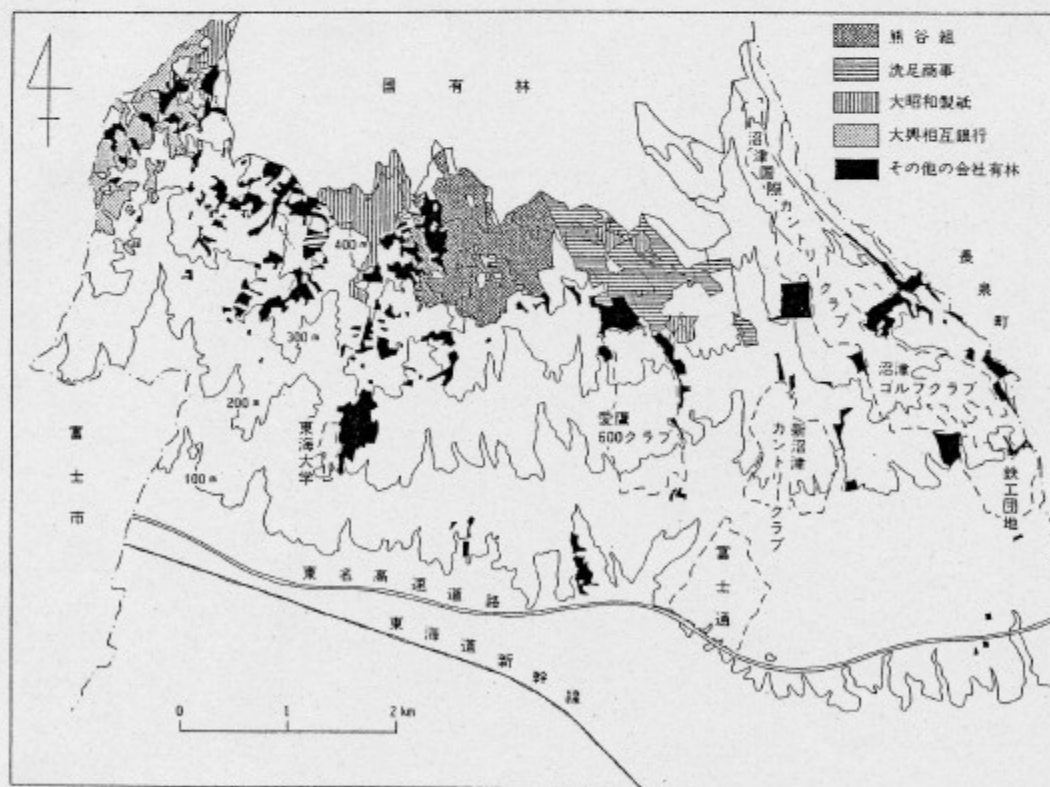 熊谷組
洗足商事
大昭和製紙
大興相互銀行
その他の会社有林
國有林
沼津国際カントリークラブ
長泉町
400m
300m
200m
100m
沼津
ゴルフクラブ
愛鷹
600クラブ
新沼津
カントリークラブ
東海大学
鉄工団地
富士市
富士通
東名高速道路
東海道新幹線
0 1 2km